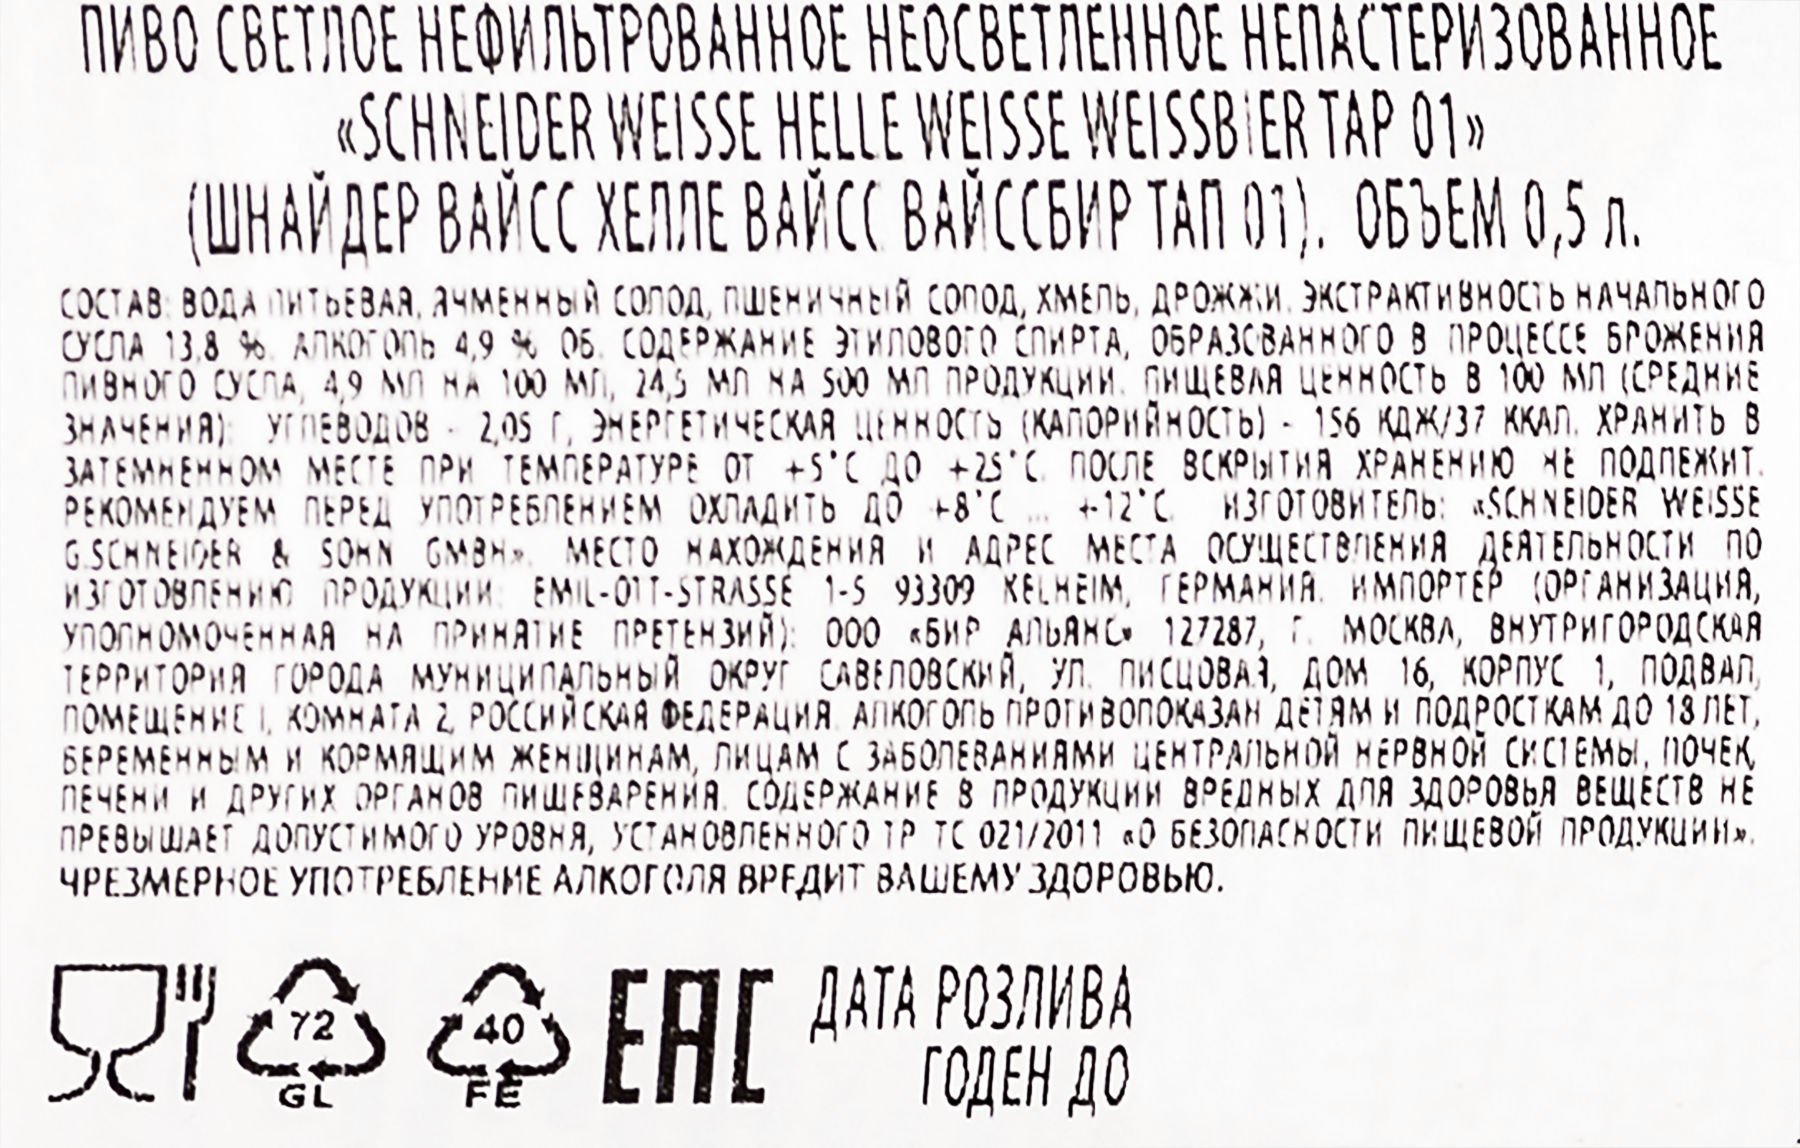 ПИВО СВЕТЛОЕ НЕФИЛЬТРОВАННОЕ НЕОСВЕТЛЕННОЕ НЕПАСТЕРИЗОВАННОЕ
«SCHNEIDER WEISSE HELLE WEISSE WEISSBIER TAP 01»
(ШНАЙДЕР ВАЙСС ХЕЛЛЕ ВАЙСС ВАЙССБИР ТАП 01). ОБЪЕМ 0,5 л.
СОСТАВ: ВОДА ПИТЬЕВАЯ, ЯЧМЕННЫЙ СОЛОД, ПШЕНИЧНЫЙ СОЛОД, ХМЕЛЬ, ДРОЖЖИ. ЭКСТРАКТИВНОСТЬ НАЧАЛЬНОГО
СУСЛА 13,8 %. АЛКОГОЛЬ 4,9 % ОБ. СОДЕРЖАНИЕ ЭТИЛОВОГО СПИРТА, ОБРАЗОВАННОГО В ПРОЦЕССЕ БРОЖЕНИЯ
ПИВНОГО СУСЛА, 4,9 МЛ НА 100 МЛ, 24,5 МЛ НА 500 МЛ ПРОДУКЦИИ. ПИЩЕВАЯ ЦЕННОСТЬ В 100 МЛ (СРЕДНИЕ
ЗНАЧЕНИЯ): УГЛЕВОДОВ - 2,05 Г, ЭНЕРГЕТИЧЕСКАЯ ЦЕННОСТЬ (КАЛОРИЙНОСТЬ) - 156 КДЖ/37 ККАЛ. ХРАНИТЬ В
ЗАТЕМНЕННОМ МЕСТЕ ПРИ ТЕМПЕРАТУРЕ ОТ +5°С ДО +25°С. ПОСЛЕ ВСКРЫТИЯ ХРАНЕНИЮ НЕ ПОДЛЕЖИТ.
РЕКОМЕНДУЕМ ПЕРЕД УПОТРЕБЛЕНИЕМ ОХЛАДИТЬ ДО +8°С ... +12°С. ИЗГОТОВИТЕЛЬ: «SCHNEIDER WEISSE
G.SCHNEIDER & SOHN GMBH». МЕСТО НАХОЖДЕНИЯ И АДРЕС МЕСТА ОСУЩЕСТВЛЕНИЯ ДЕЯТЕЛЬНОСТИ ПО
ИЗГОТОВЛЕНИЮ ПРОДУКЦИИ: EMIL-OTT-STRASSE 1-5 93309 KELHEIM, ГЕРМАНИЯ. ИМПОРТЕР (ОРГАНИЗАЦИЯ,
УПОЛНОМОЧЕННАЯ НА ПРИНЯТИЕ ПРЕТЕНЗИЙ): ООО «БИР АЛЬЯНС» 127287, Г. МОСКВА, ВНУТРИГОРОДСКАЯ
ТЕРРИТОРИЯ ГОРОДА МУНИЦИПАЛЬНЫЙ ОКРУГ САВЕЛОВСКИЙ, УЛ. ПИСЦОВАЯ, ДОМ 16, КОРПУС 1, ПОДВАЛ,
ПОМЕЩЕНИЕ I, КОМНАТА 2, РОССИЙСКАЯ ФЕДЕРАЦИЯ. АЛКОГОЛЬ ПРОТИВОПОКАЗАН ДЕТЯМ И ПОДРОСТКАМ ДО 18 ЛЕТ,
БЕРЕМЕННЫМ И КОРМЯЩИМ ЖЕНЩИНАМ, ЛИЦАМ С ЗАБОЛЕВАНИЯМИ ЦЕНТРАЛЬНОЙ НЕРВНОЙ СИСТЕМЫ, ПОЧЕК,
ПЕЧЕНИ И ДРУГИХ ОРГАНОВ ПИЩЕВАРЕНИЯ. СОДЕРЖАНИЕ В ПРОДУКЦИИ ВРЕДНЫХ ДЛЯ ЗДОРОВЬЯ ВЕЩЕСТВ НЕ
ПРЕВЫШАЕТ ДОПУСТИМОГО УРОВНЯ, УСТАНОВЛЕННОГО ТР ТС 021/2011 «О БЕЗОПАСНОСТИ ПИЩЕВОЙ ПРОДУКЦИИ».
ЧРЕЗМЕРНОЕ УПОТРЕБЛЕНИЕ АЛКОГОЛЯ ВРЕДИТ ВАШЕМУ ЗДОРОВЬЮ.
72
GL
40
FE
EAC
ДАТА РОЗЛИВА
ГОДЕН ДО